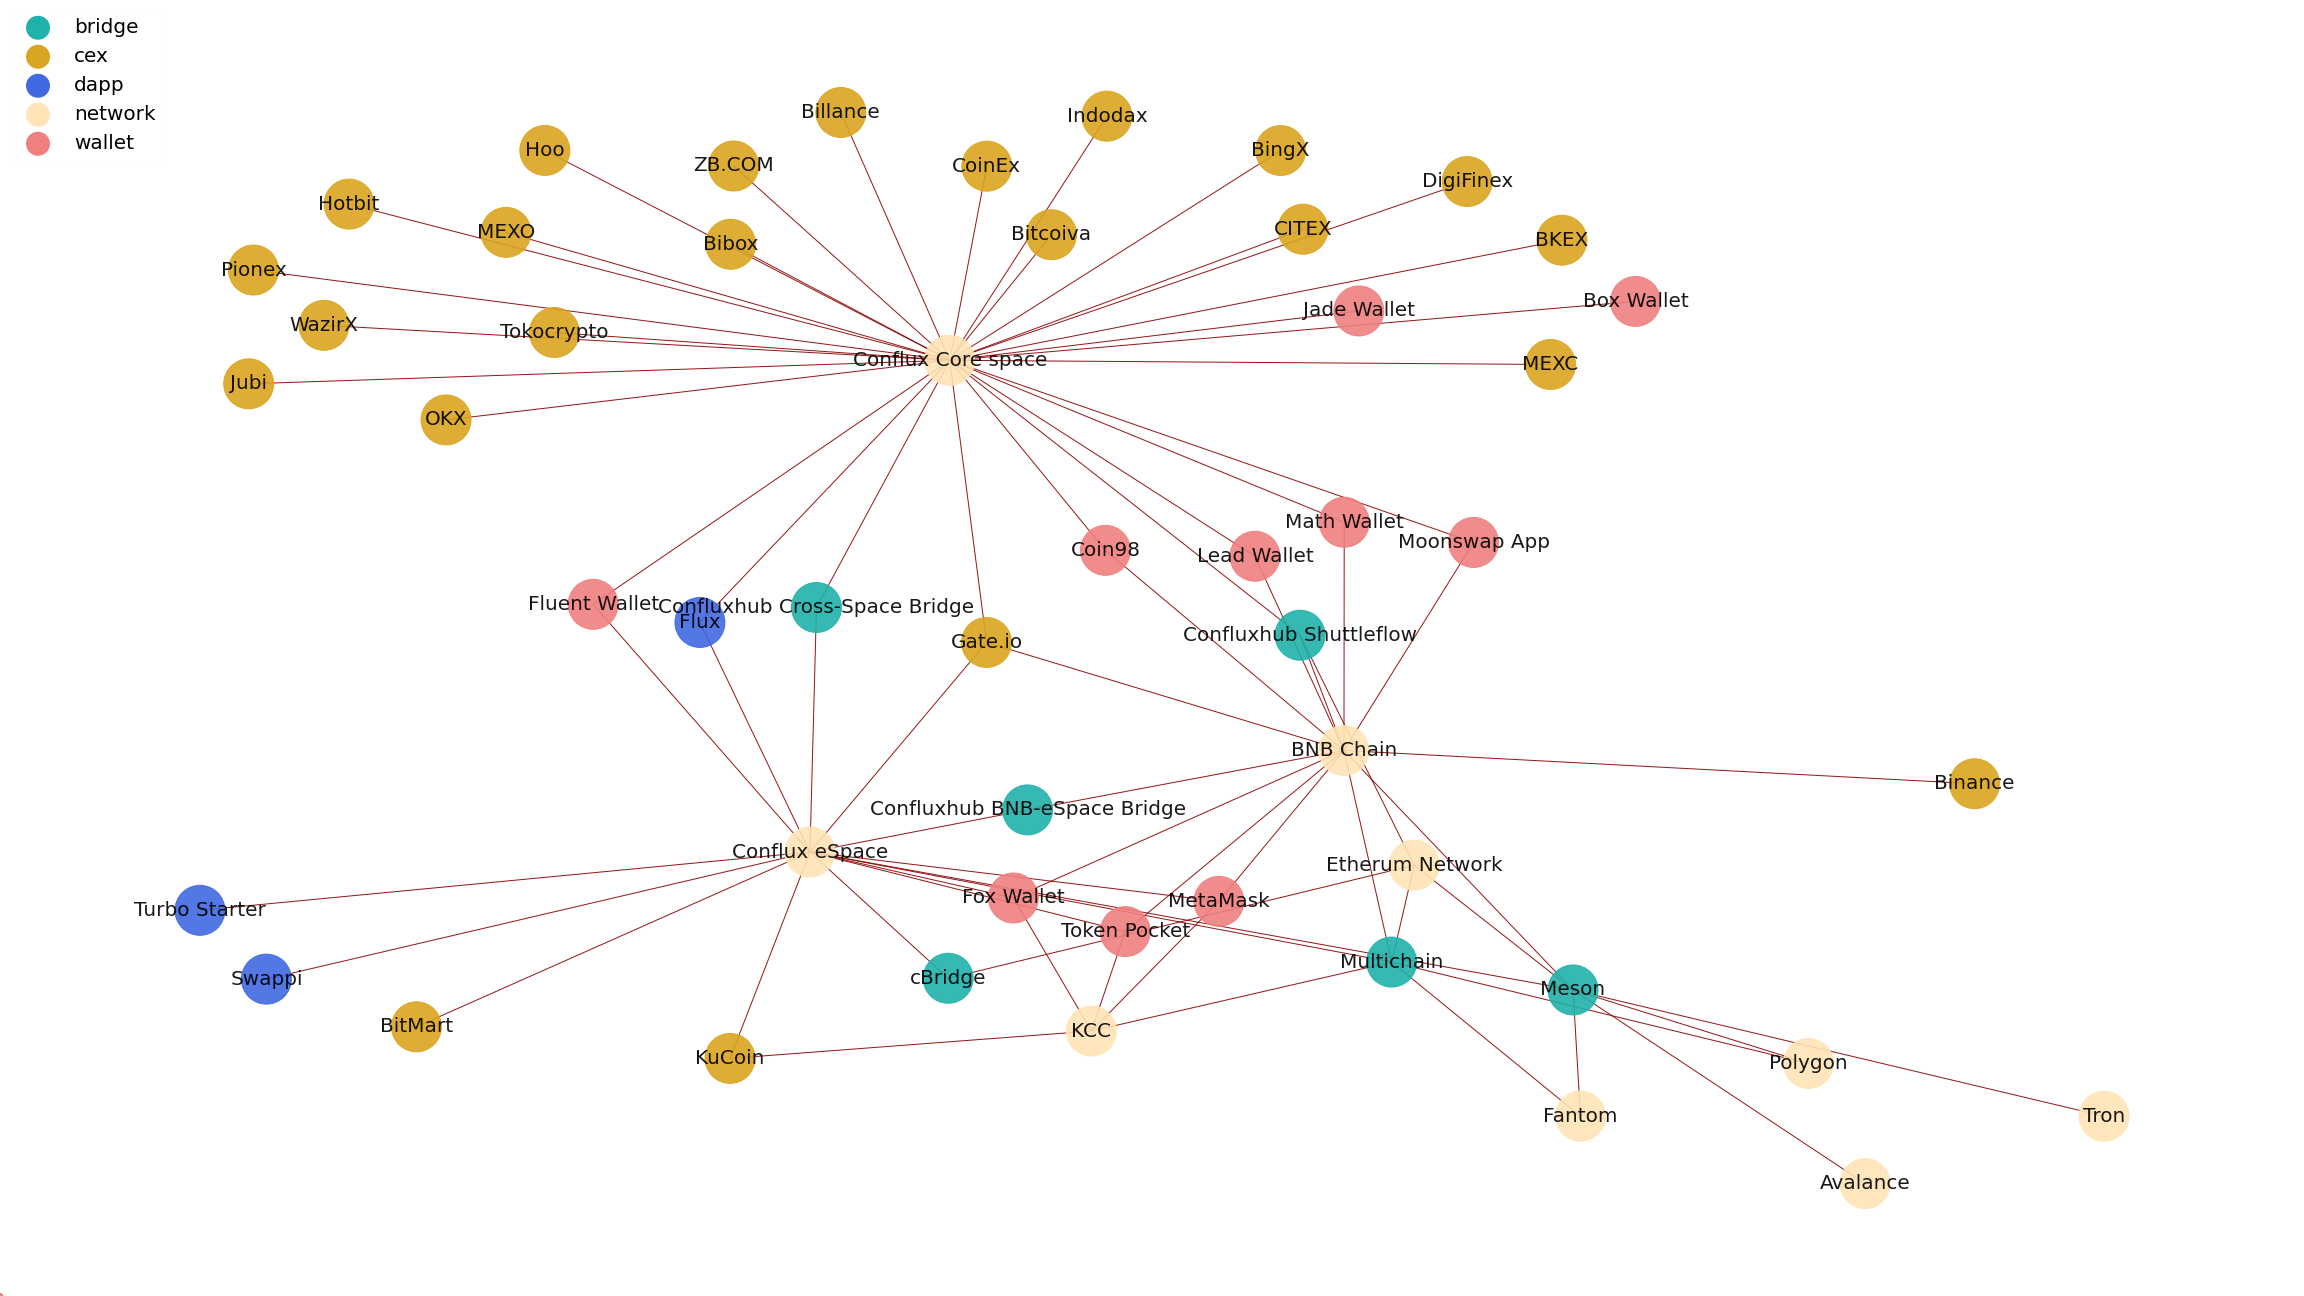 bridge
cex
dapp
network
wallet
Billance
Indodax
Hoo
ZB.COM
CoinEx
BingX
DigiFinex
Hotbit
MEXO
Bibox
Bitcoiva
CITEX
BKEX
Pionex
Jade Wallet
Box Wallet
WazirX
Tokocrypto
Conflux Core space
MEXC
Jubi
OKX
Math Wallet
Moonswap App
Coin98
Lead Wallet
Fluent Wallet
Confluxhub Cross-Space Bridge
Flux
Gate.io
Confluxhub Shuttleflow
BNB Chain
Binance
Confluxhub BNB-eSpace Bridge
Conflux eSpace
Etherum Network
Turbo Starter
Fox Wallet
MetaMask
Token Pocket
Swappi
cBridge
Multichain
Meson
BitMart
KuCoin
KCC
Polygon
Fantom
Tron
Avalance